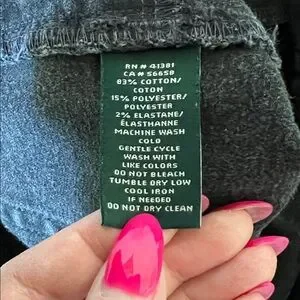 RN # 41381
CA # 56658
83% COTTON/
COTON
15% POLYESTER/
POLYESTER
2% ELASTANE/
ÉLASTHANNE
MACHINE WASH
COLD
GENTLE CYCLE
WASH WITH
LIKE COLORS
DO NOT BLEACH
TUMBLE DRY LOW
COOL IRON
IF NEEDED
DO NOT DRY CLEAN